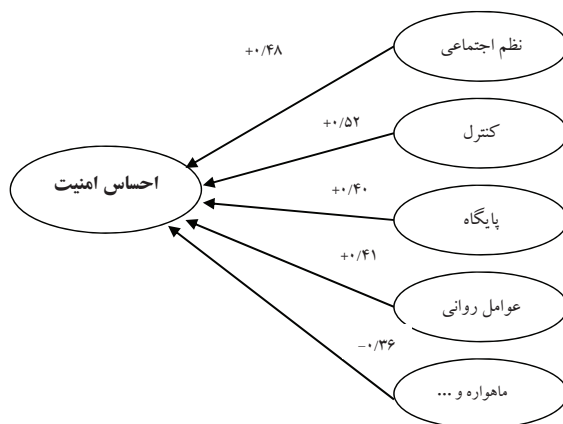 +۰/۴۸
نظم اجتماعی
+۰/۵۲
کنترل
احساس امنیت
+۰/۴۰
پایگاه
+۰/۴۱
عوامل روانی
−۰/۳۶
ماهواره و ...